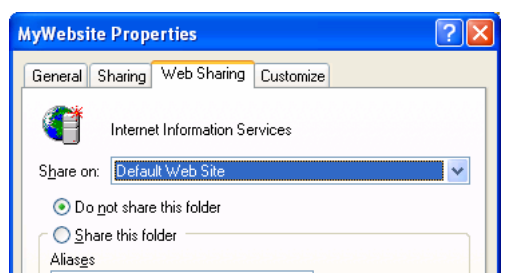 MyWebsite Properties
General Sharing Web Sharing Customize
Internet Information Services
Share on: Default Web Site
Do not share this folder
Share this folder
Aliases